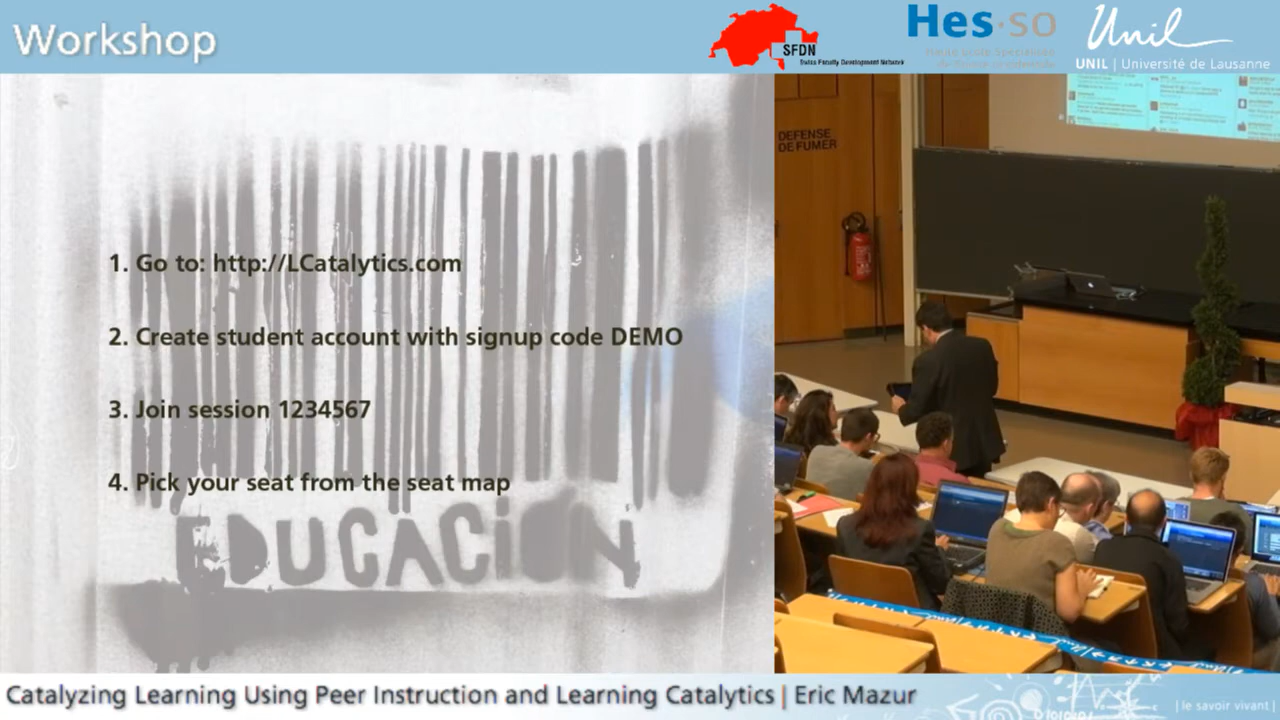 Workshop
SFDN
Swiss Faculty Development Network
Hes·so
Haute Ecole Spécialisée
de Suisse occidentale
Unil
UNIL | Université de Lausanne
1. Go to: http://LCatalytics.com
2. Create student account with signup code DEMO
3. Join session 1234567
4. Pick your seat from the seat map
EDUCACIÓN
DEFENSE
DE FUMER
Catalyzing Learning Using Peer Instruction and Learning Catalytics | Eric Mazur
| le savoir vivant |